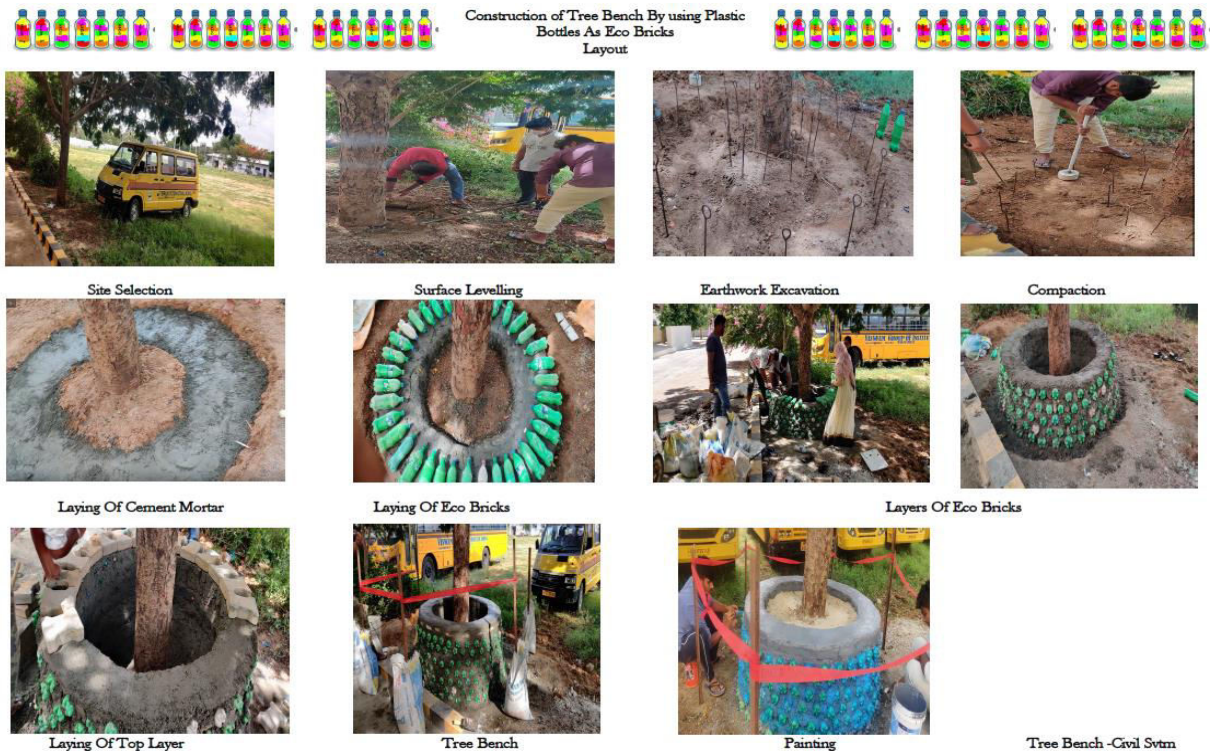 Construction of Tree Bench By using Plastic
Bottles As Eco Bricks
Layout
Site Selection
Surface Levelling
Earthwork Excavation
Compaction
Laying Of Cement Mortar
Laying Of Eco Bricks
Layers Of Eco Bricks
Laying Of Top Layer
Tree Bench
Painting
Tree Bench -Civil Svtm